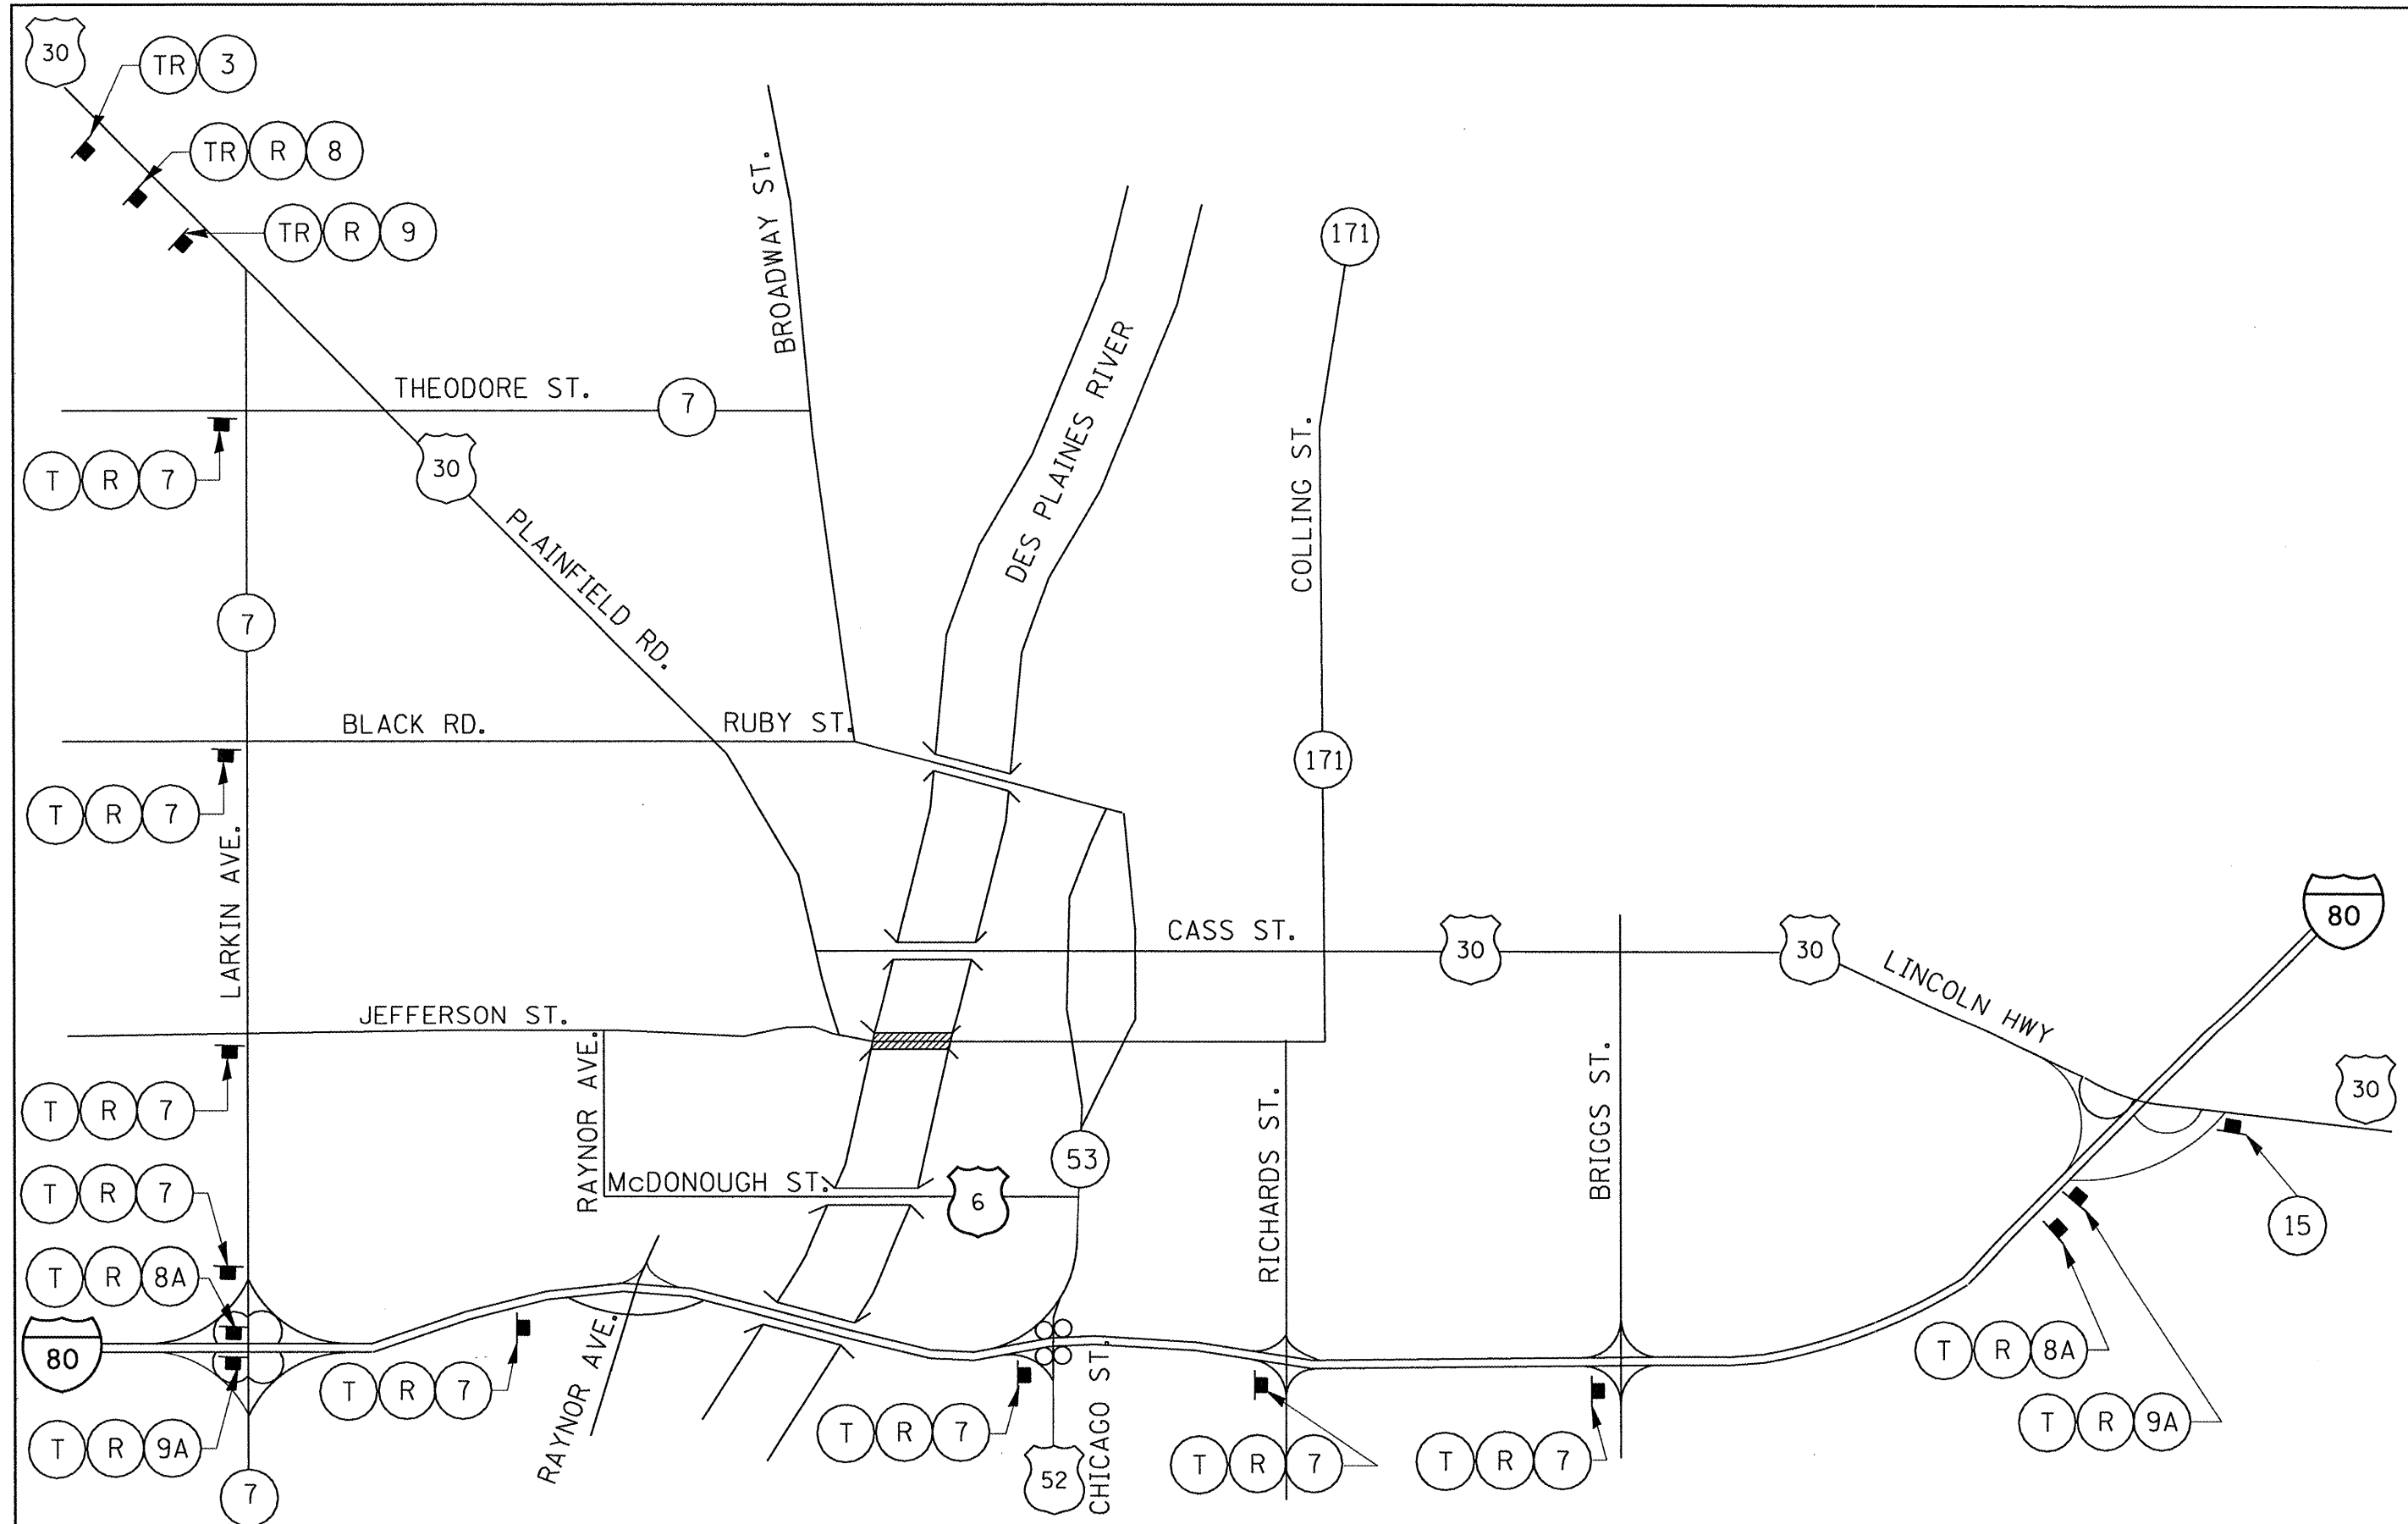 30
TR 3
TR R 8
TR R 9
BROADWAY ST.
171
DES PLAINES RIVER
THEODORE ST.
7
30
T R 7
COLLING ST.
PLAINFIELD RD.
7
BLACK RD.
RUBY ST.
171
T R 7
LARKIN AVE.
CASS ST.
30
30
80
LINCOLN HWY
JEFFERSON ST.
RAYNOR AVE.
30
T R 7
BRIGGS ST.
RICHARDS ST.
53
McDONOUGH ST.
6
T R 7
15
T R 8A
80
T R 7
RAYNOR AVE.
T R 8A
T R 7
CHICAGO ST.
T R 9A
T R 9A
T R 7
T R 7
52
7